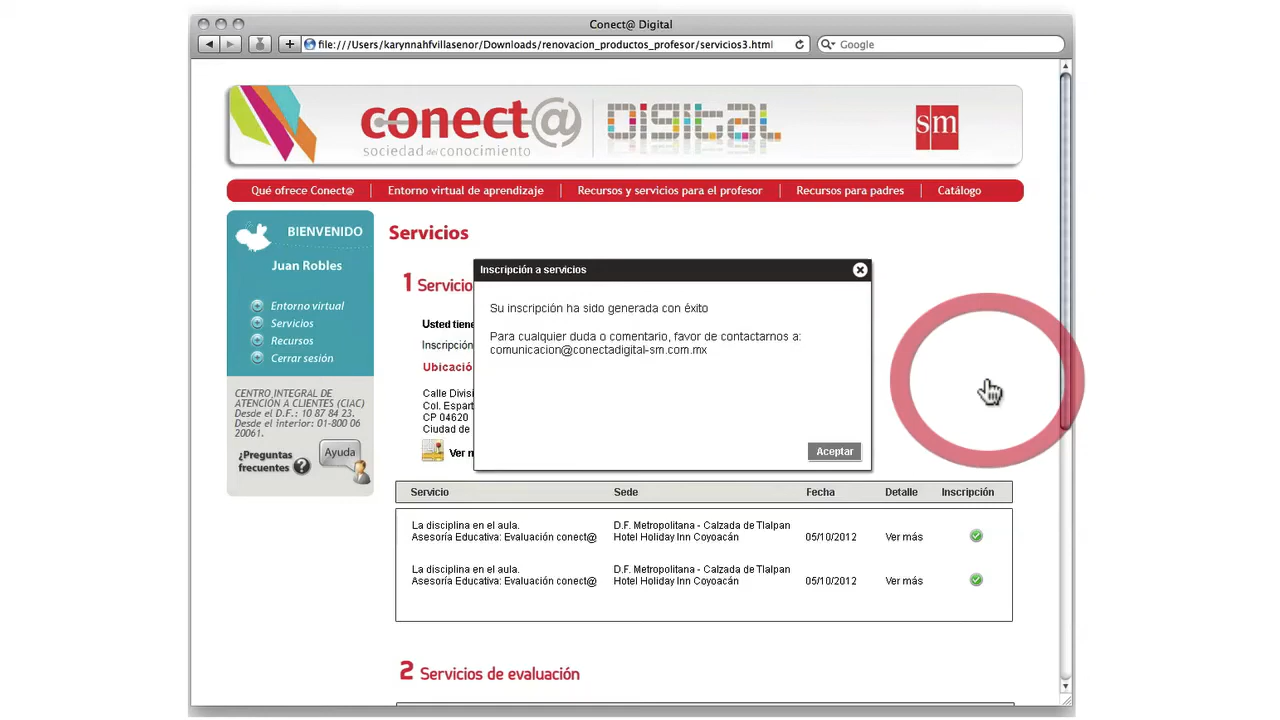 Conect@ Digital
file:///Users/karynnahfvillasenor/Downloads/renovacion_productos_profesor/servicios3.html
Google
conect@ DIGITAL
sociedad del conocimiento
sm
Qué ofrece Conect@
Entorno virtual de aprendizaje
Recursos y servicios para el profesor
Recursos para padres
Catálogo
BIENVENIDO
Juan Robles
Entorno virtual
Servicios
Recursos
Cerrar sesión
CENTRO INTEGRAL DE
ATENCIÓN A CLIENTES (CIAC)
Desde el D.F.: 10 87 84 23.
Desde el interior: 01-800 06
20061.
¿Preguntas
frecuentes
Ayuda
Servicios
1 Servicio
Usted tiene
Inscripción
Ubicació
Calle Divisi
Col. Espart
CP 04620
Ciudad de
Ver m
Inscripción a servicios
Su inscripción ha sido generada con éxito
Para cualquier duda o comentario, favor de contactarnos a:
comunicacion@conectadigital-sm.com.mx
Aceptar
Servicio Sede Fecha Detalle Inscripción
La disciplina en el aula. D.F. Metropolitana - Calzada de Tlalpan
Asesoría Educativa: Evaluación conect@ Hotel Holiday Inn Coyoacán 05/10/2012 Ver más
La disciplina en el aula. D.F. Metropolitana - Calzada de Tlalpan
Asesoría Educativa: Evaluación conect@ Hotel Holiday Inn Coyoacán 05/10/2012 Ver más
2 Servicios de evaluación